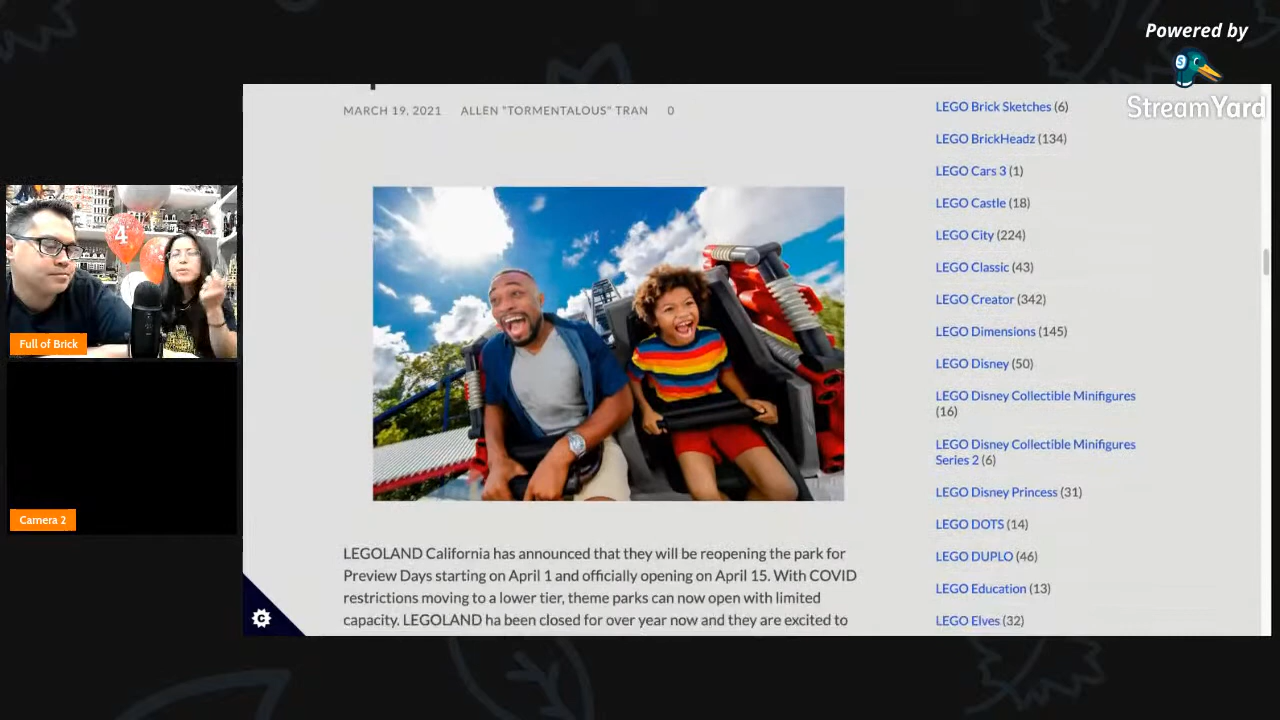 Powered by
StreamYard
MARCH 19, 2021 ALLEN "TORMENTALOUS" TRAN 0
LEGOLAND California has announced that they will be reopening the park for
Preview Days starting on April 1 and officially opening on April 15. With COVID
restrictions moving to a lower tier, theme parks can now open with limited
capacity. LEGOLAND ha been closed for over year now and they are excited to
LEGO Brick Sketches (6)
LEGO BrickHeadz (134)
LEGO Cars 3 (1)
LEGO Castle (18)
LEGO City (224)
LEGO Classic (43)
LEGO Creator (342)
LEGO Dimensions (145)
LEGO Disney (50)
LEGO Disney Collectible Minifigures
(16)
LEGO Disney Collectible Minifigures
Series 2 (6)
LEGO Disney Princess (31)
LEGO DOTS (14)
LEGO DUPLO (46)
LEGO Education (13)
LEGO Elves (32)
4
Full of Brick
Camera 2